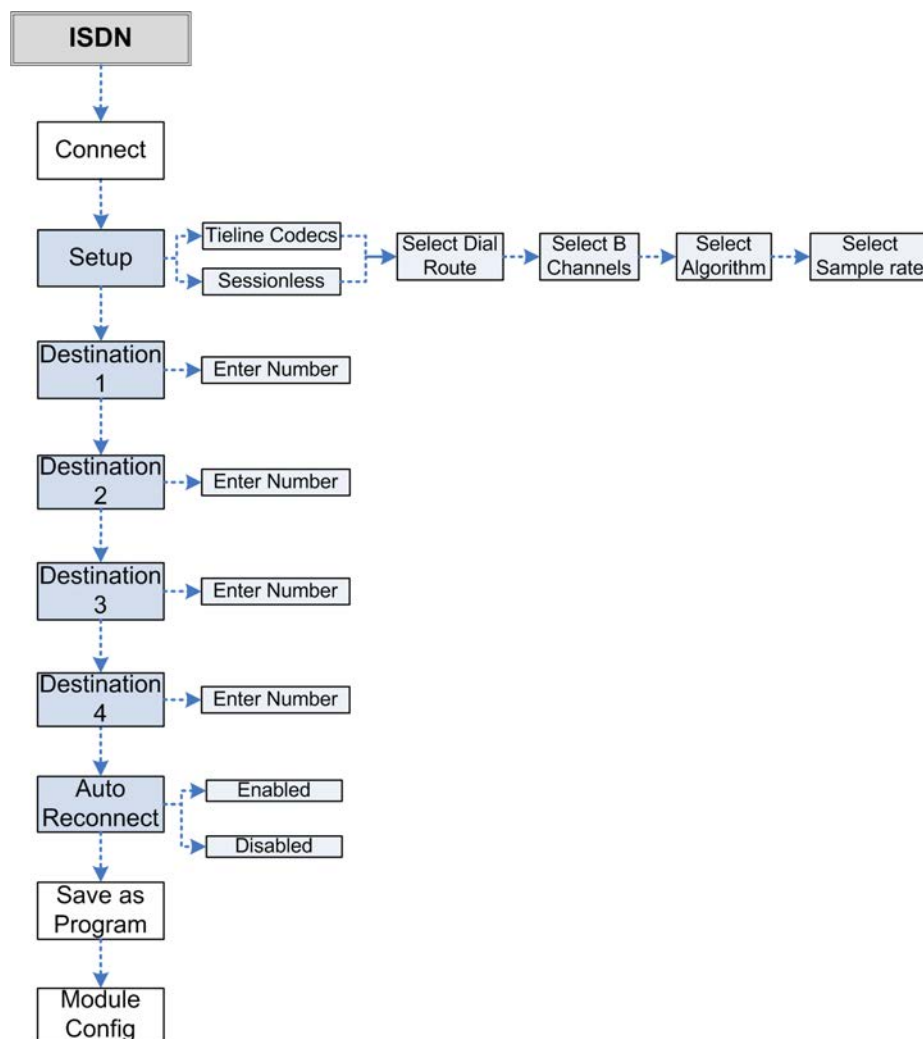 ISDN
Connect
Setup
Tieline Codecs
Sessionless
Select Dial
Route
Select B
Channels
Select
Algorithm
Select
Sample rate
Destination
1
Enter Number
Destination
2
Enter Number
Destination
3
Enter Number
Destination
4
Enter Number
Auto
Reconnect
Enabled
Disabled
Save as
Program
Module
Config